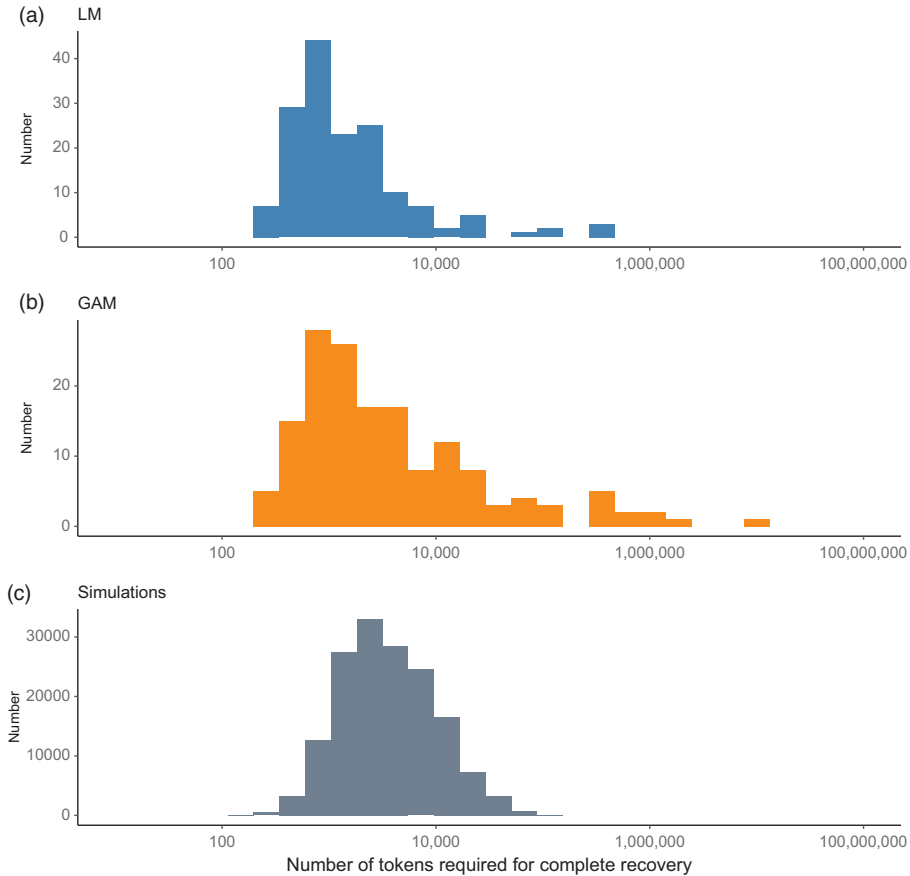 (a) LM
Number
40
30
20
10
0
100 10,000 1,000,000 100,000,000
(b) GAM
Number
20
10
0
100 10,000 1,000,000 100,000,000
(c) Simulations
Number
30000
20000
10000
0
100 10,000 1,000,000 100,000,000
Number of tokens required for complete recovery